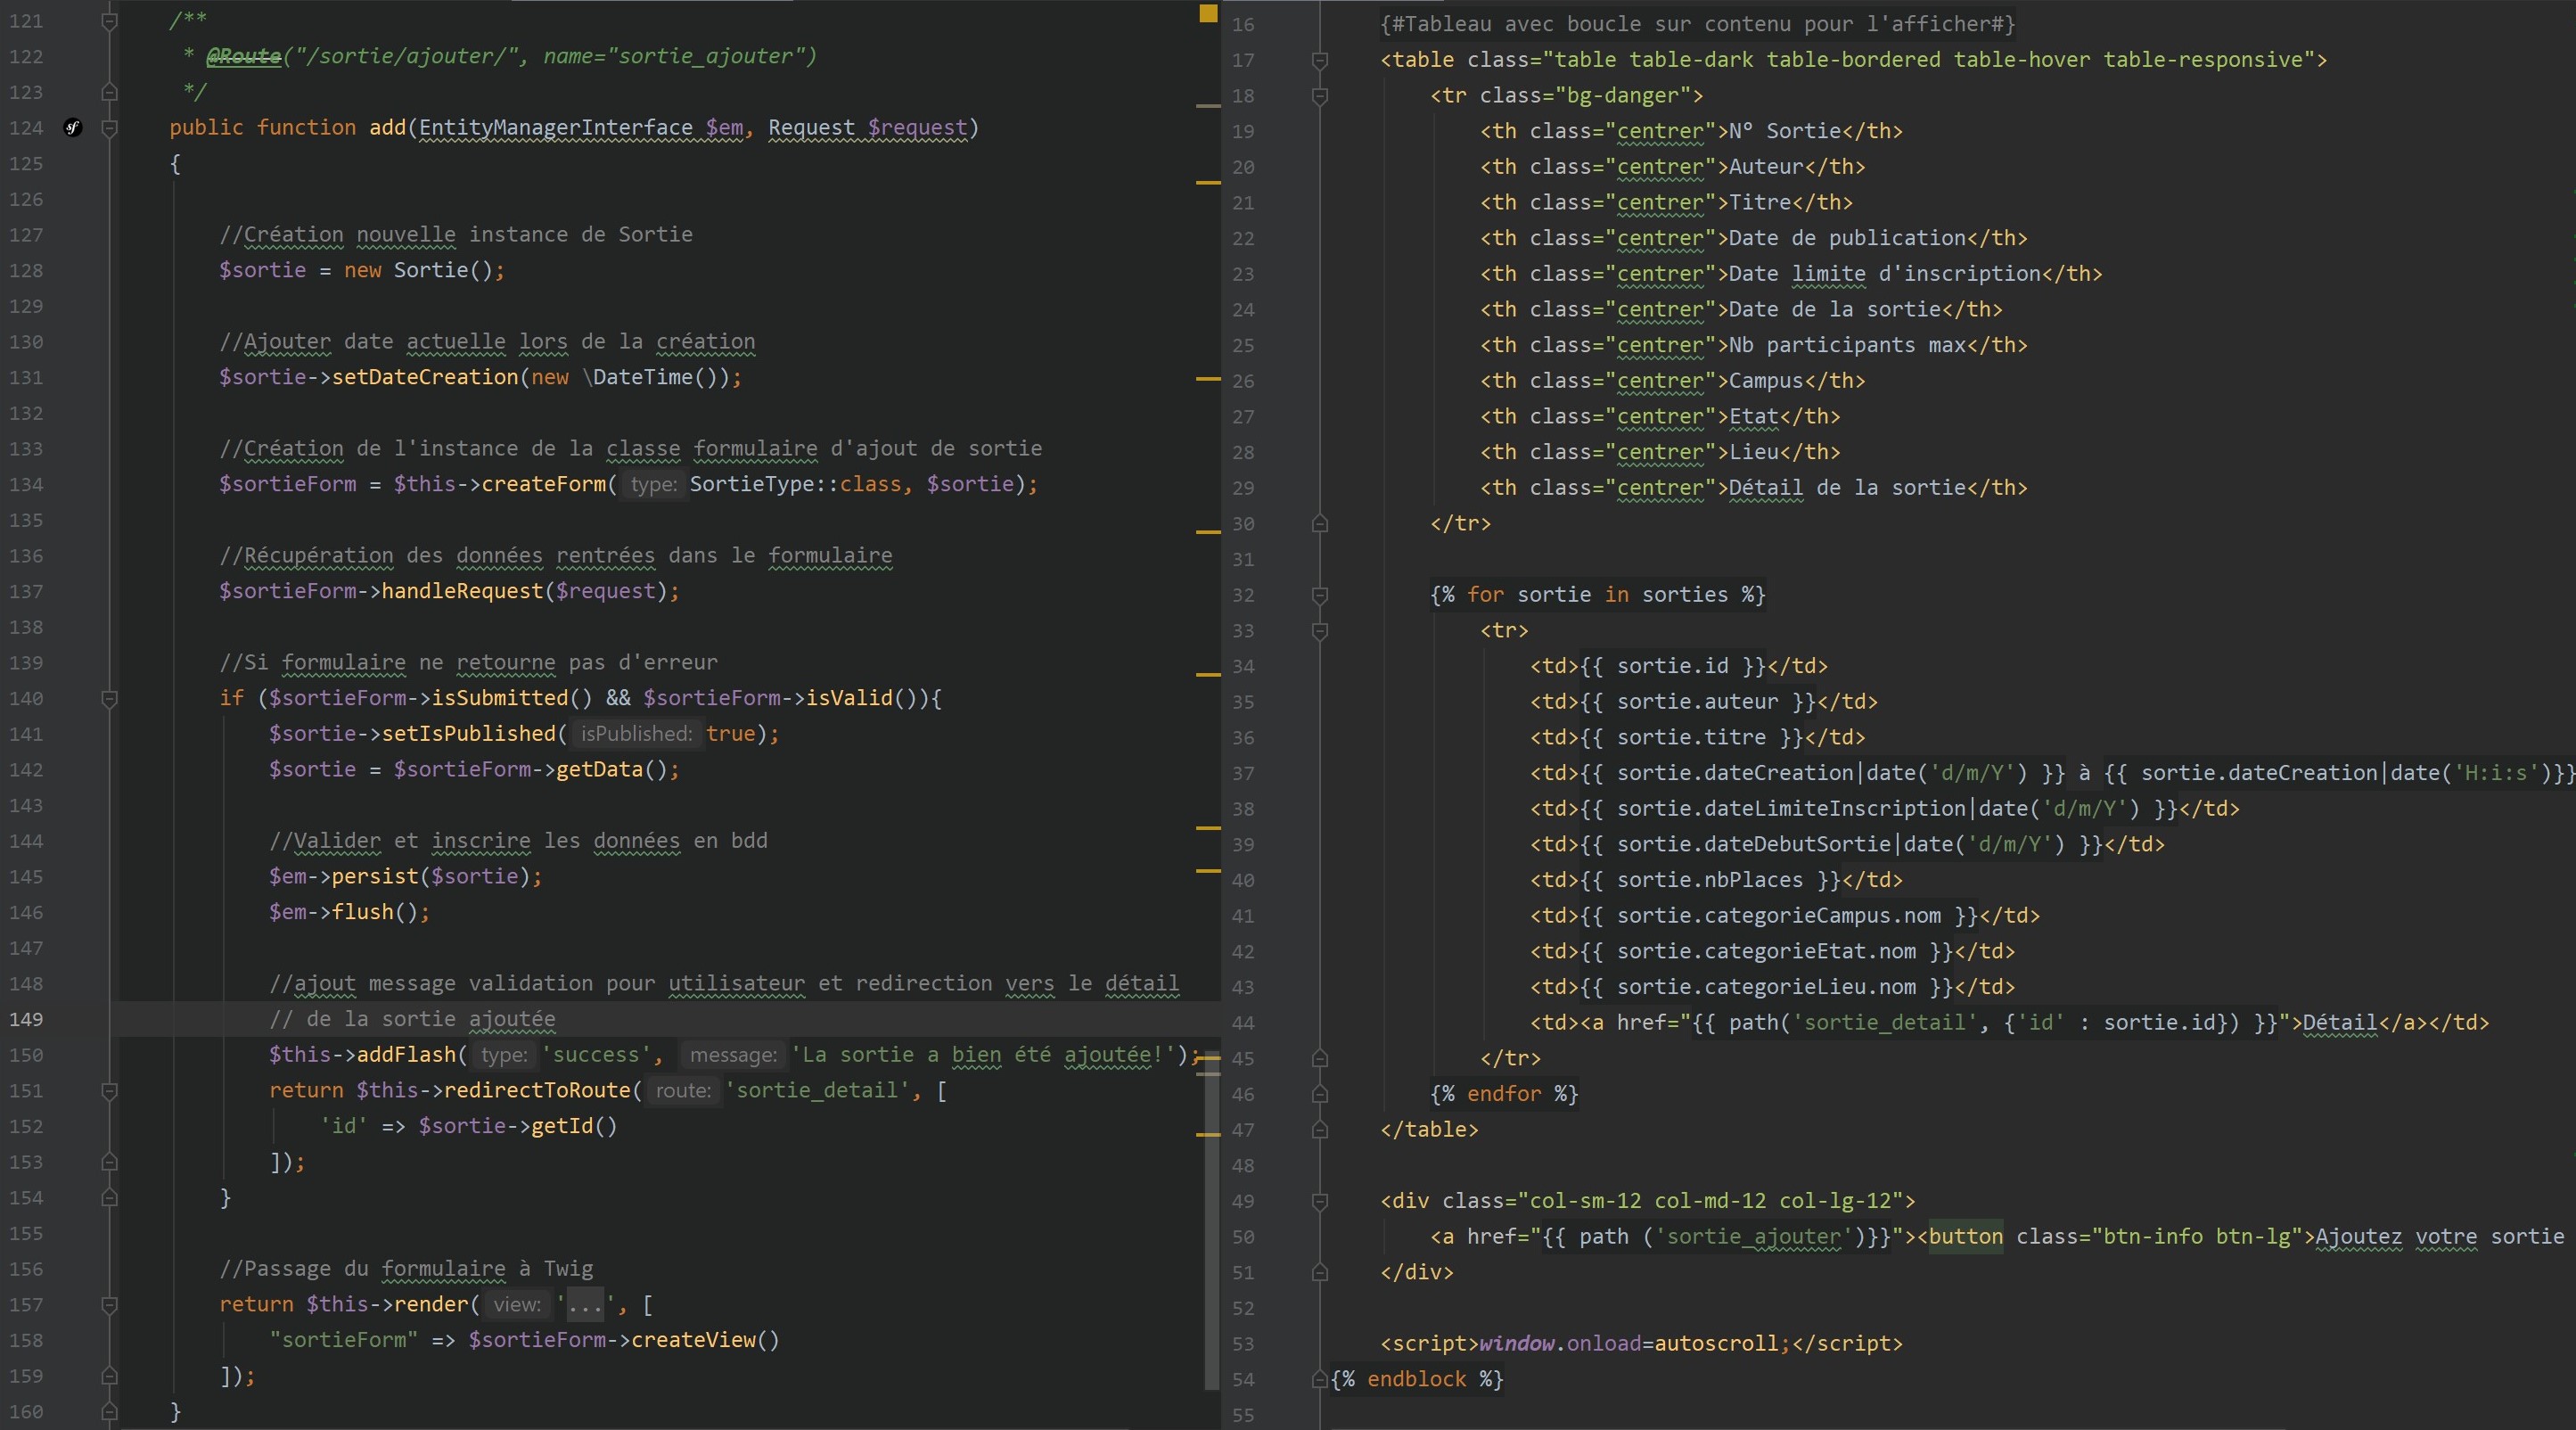 121 /**
122 * @Route("/sortie/ajouter/", name="sortie_ajouter")
123 */
124 sf public function add(EntityManagerInterface $em, Request $request)
125 {
126
127 //Création nouvelle instance de Sortie
128 $sortie = new Sortie();
129
130 //Ajouter date actuelle lors de la création
131 $sortie->setDateCreation(new \DateTime());
132
133 //Création de l'instance de la classe formulaire d'ajout de sortie
134 $sortieForm = $this->createForm( type: SortieType::class, $sortie);
135
136 //Récupération des données rentrées dans le formulaire
137 $sortieForm->handleRequest($request);
138
139 //Si formulaire ne retourne pas d'erreur
140 if ($sortieForm->isSubmitted() && $sortieForm->isValid()){
141 $sortie->setIsPublished( isPublished: true);
142 $sortie = $sortieForm->getData();
143
144 //Valider et inscrire les données en bdd
145 $em->persist($sortie);
146 $em->flush();
147
148 //ajout message validation pour utilisateur et redirection vers le détail
149 // de la sortie ajoutée
150 $this->addFlash( type: 'success', message: 'La sortie a bien été ajoutée!');
151 return $this->redirectToRoute( route: 'sortie_detail', [
152 'id' => $sortie->getId()
153 ]);
154 }
155
156 //Passage du formulaire à Twig
157 return $this->render( view: '...', [
158 "sortieForm" => $sortieForm->createView()
159 ]);
160 }
16 {#Tableau avec boucle sur contenu pour l'afficher#}
17 <table class="table table-dark table-bordered table-hover table-responsive">
18 <tr class="bg-danger">
19 <th class="centrer">N° Sortie</th>
20 <th class="centrer">Auteur</th>
21 <th class="centrer">Titre</th>
22 <th class="centrer">Date de publication</th>
23 <th class="centrer">Date limite d'inscription</th>
24 <th class="centrer">Date de la sortie</th>
25 <th class="centrer">Nb participants max</th>
26 <th class="centrer">Campus</th>
27 <th class="centrer">Etat</th>
28 <th class="centrer">Lieu</th>
29 <th class="centrer">Détail de la sortie</th>
30 </tr>
31
32 {% for sortie in sorties %}
33 <tr>
34 <td>{{ sortie.id }}</td>
35 <td>{{ sortie.auteur }}</td>
36 <td>{{ sortie.titre }}</td>
37 <td>{{ sortie.dateCreation|date('d/m/Y') }} à {{ sortie.dateCreation|date('H:i:s')}}
38 <td>{{ sortie.dateLimiteInscription|date('d/m/Y') }}</td>
39 <td>{{ sortie.dateDebutSortie|date('d/m/Y') }}</td>
40 <td>{{ sortie.nbPlaces }}</td>
41 <td>{{ sortie.categorieCampus.nom }}</td>
42 <td>{{ sortie.categorieEtat.nom }}</td>
43 <td>{{ sortie.categorieLieu.nom }}</td>
44 <td><a href="{{ path('sortie_detail', {'id' : sortie.id}) }}">Détail</a></td>
45 </tr>
46 {% endfor %}
47 </table>
48
49 <div class="col-sm-12 col-md-12 col-lg-12">
50 <a href="{{ path ('sortie_ajouter')}}"><button class="btn-info btn-lg">Ajoutez votre sortie
51 </div>
52
53 <script>window.onload=autoscroll;</script>
54 {% endblock %}
55